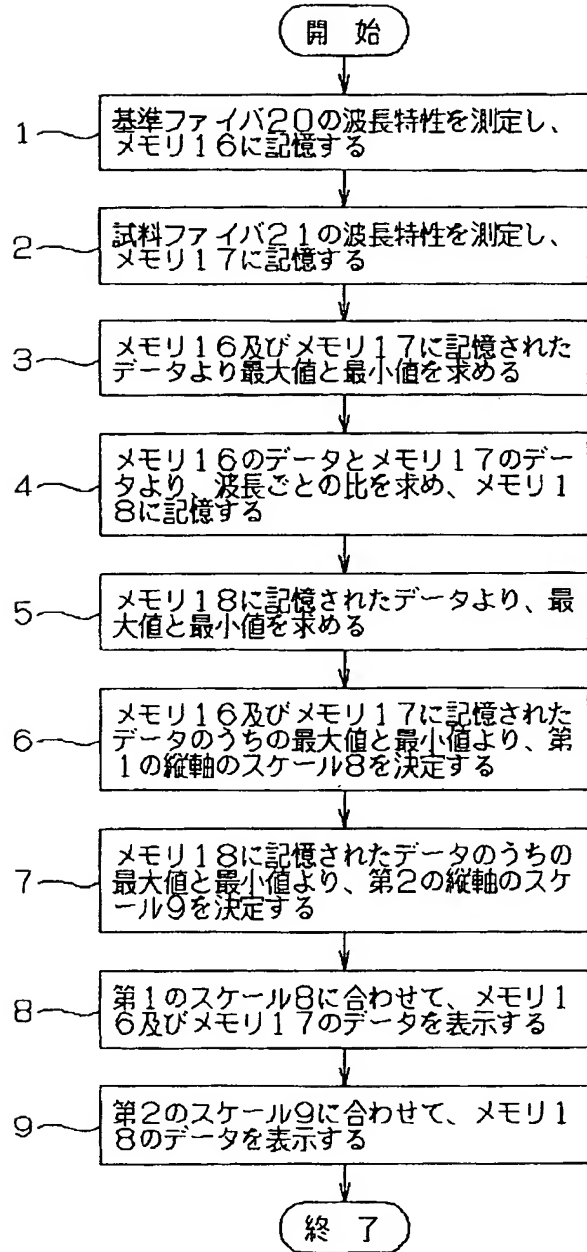 開 始
1
基準ファイバ20の波長特性を測定し、
メモリ16に記憶する
2
試料ファイバ21の波長特性を測定し、
メモリ17に記憶する
3
メモリ16及びメモリ17に記憶された
データより最大値と最小値を求める
4
メモリ16のデータとメモリ17のデー
タより、波長ごとの比を求め、メモリ1
8に記憶する
5
メモリ18に記憶されたデータより、最
大値と最小値を求める
6
メモリ16及びメモリ17に記憶された
データのうちの最大値と最小値より、第
1の縦軸のスケール8を決定する
7
メモリ18に記憶されたデータのうちの
最大値と最小値より、第2の縦軸のスケ
ール9を決定する
8
第1のスケール8に合わせて、メモリ1
6及びメモリ17のデータを表示する
9
第2のスケール9に合わせて、メモリ1
8のデータを表示する
終 了